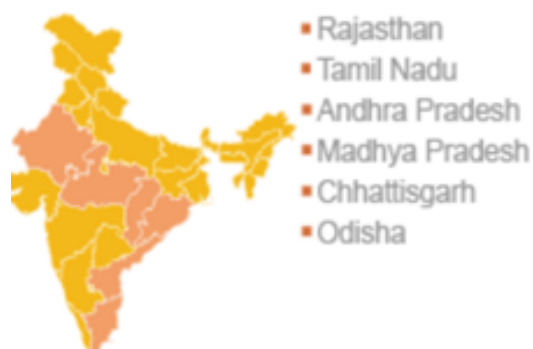 Rajasthan
Tamil Nadu
Andhra Pradesh
Madhya Pradesh
Chhattisgarh
Odisha